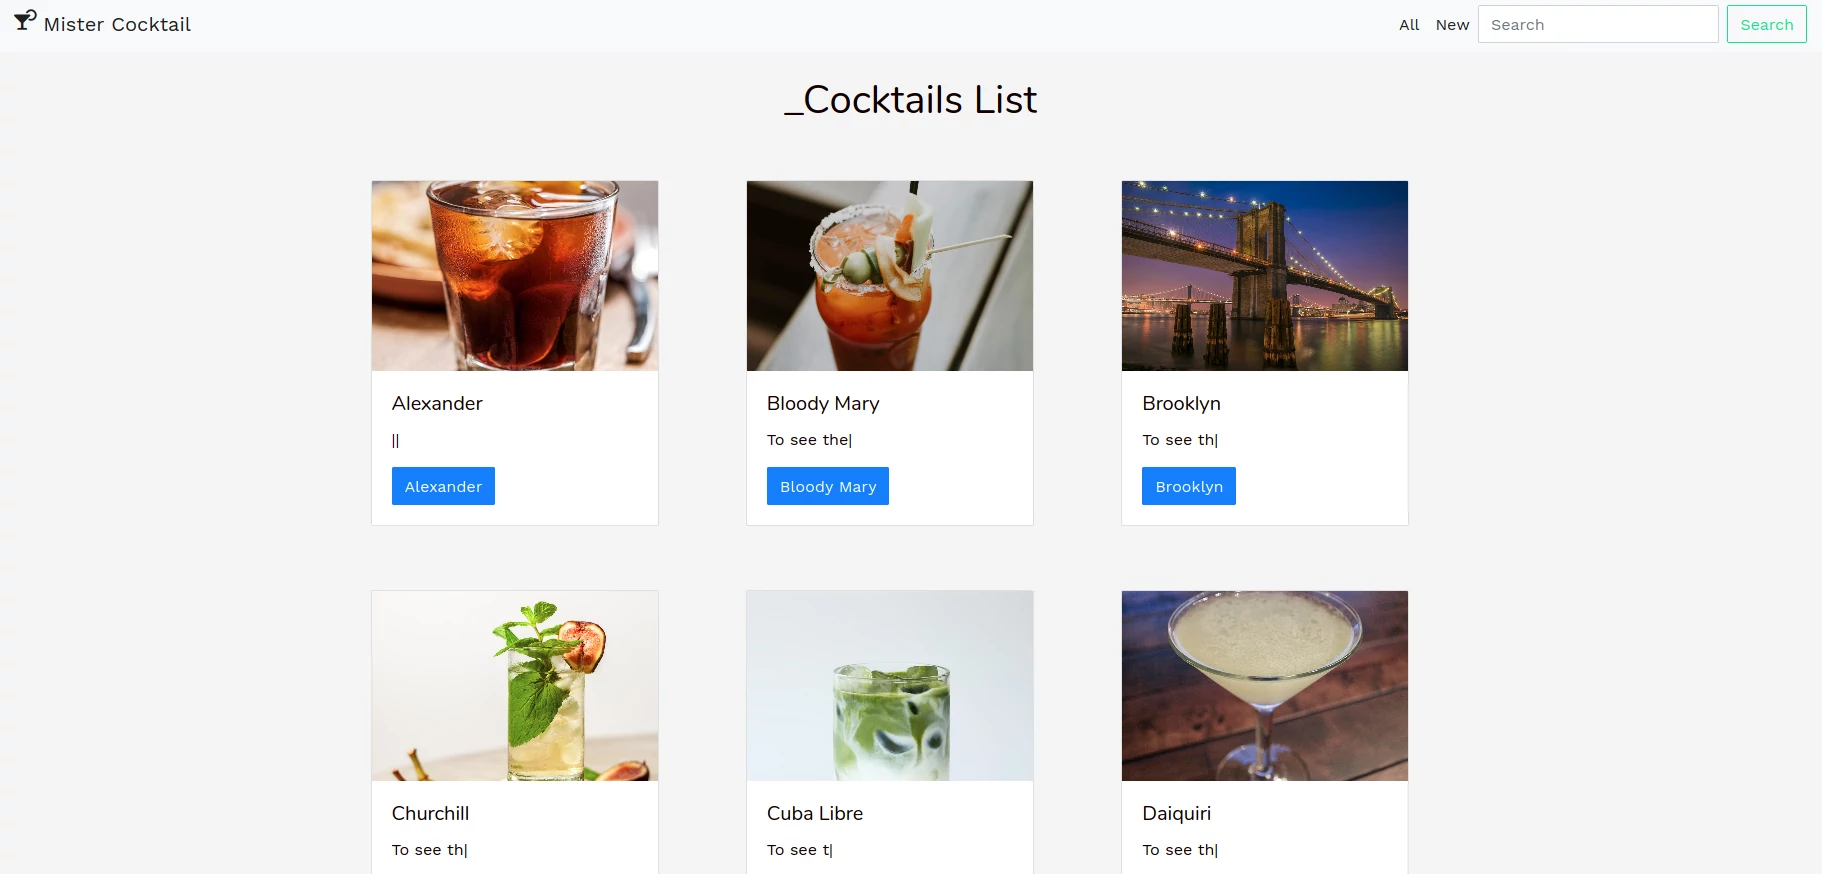 Mister Cocktail
All New Search Search
_Cocktails List
Alexander
||
Alexander
Bloody Mary
To see the|
Bloody Mary
Brooklyn
To see th|
Brooklyn
Churchill
To see th|
Cuba Libre
To see t|
Daiquiri
To see th|